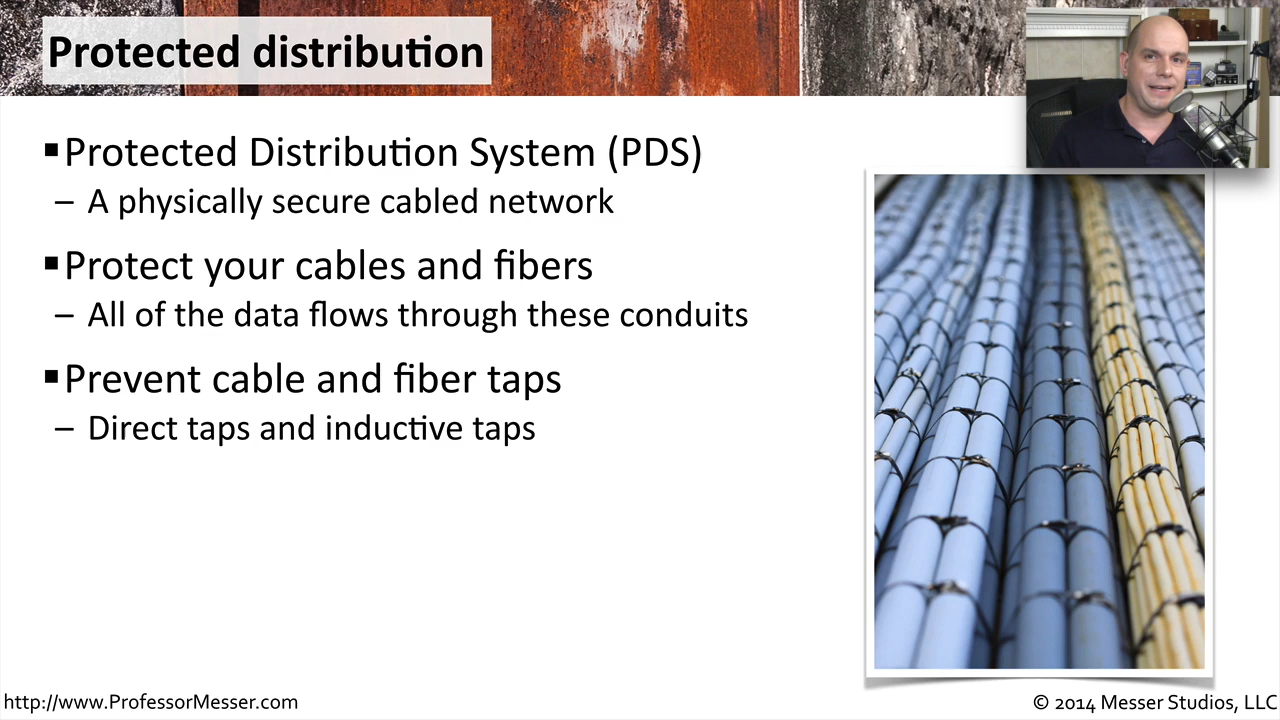 Protected distribution
▪Protected Distribution System (PDS)
– A physically secure cabled network
▪Protect your cables and fibers
– All of the data flows through these conduits
▪Prevent cable and fiber taps
– Direct taps and inductive taps
http://www.ProfessorMesser.com
© 2014 Messer Studios, LLC